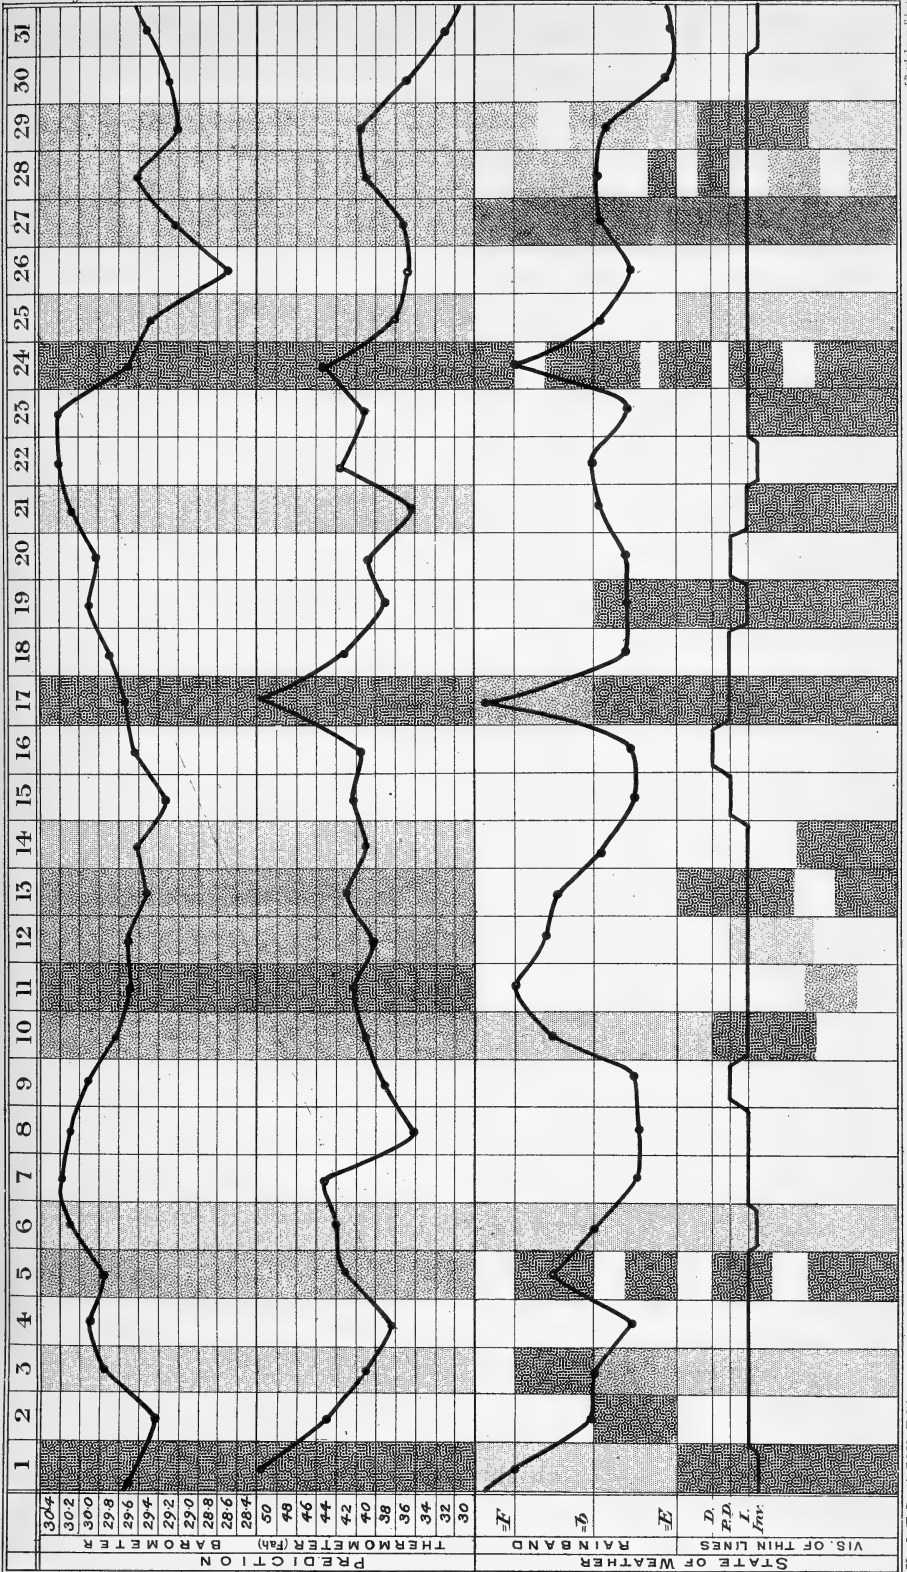 1 2 3 4 5 6 7 8 9 10 11 12 13 14 15 16 17 18 19 20 21 22 23 24 25 26 27 28 29 30 31
PREDICTION
BAROMETER
30·4
30·2
30·0
29·8
29·6
29·4
29·2
29·0
28·8
28·6
28·4
THERMOMETER (Fah)
50
48
46
44
42
40
38
36
34
32
30
STATE OF WEATHER
RAINBAND
=F
=b
=E
VIS. OF THIN LINES
D.
P.D.
I.
Inv.